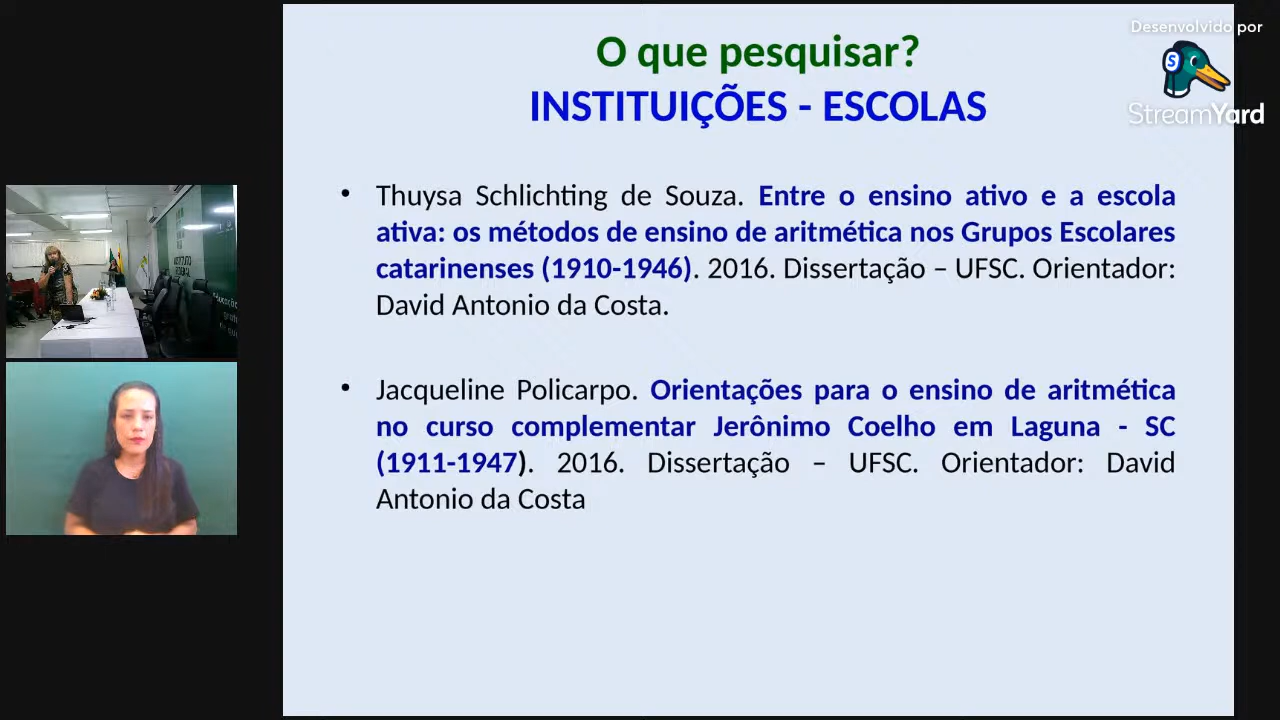 O que pesquisar?
INSTITUIÇÕES - ESCOLAS
• Thuysa Schlichting de Souza. Entre o ensino ativo e a escola
ativa: os métodos de ensino de aritmética nos Grupos Escolares
catarinenses (1910-1946). 2016. Dissertação – UFSC. Orientador:
David Antonio da Costa.
• Jacqueline Policarpo. Orientações para o ensino de aritmética
no curso complementar Jerônimo Coelho em Laguna - SC
(1911-1947). 2016. Dissertação – UFSC. Orientador: David
Antonio da Costa
Desenvolvido por
S
StreamYard